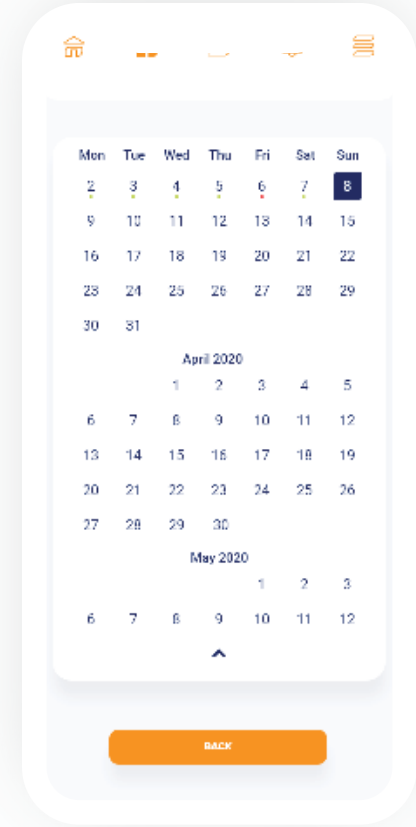 Mon Tue Wed Thu Fri Sat Sun
2 3 4 5 6 7 8
9 10 11 12 13 14 15
16 17 18 19 20 21 22
23 24 25 26 27 28 29
30 31
April 2020
1 2 3 4 5
6 7 8 9 10 11 12
13 14 15 16 17 18 19
20 21 22 23 24 25 26
27 28 29 30
May 2020
1 2 3
6 7 8 9 10 11 12
BACK